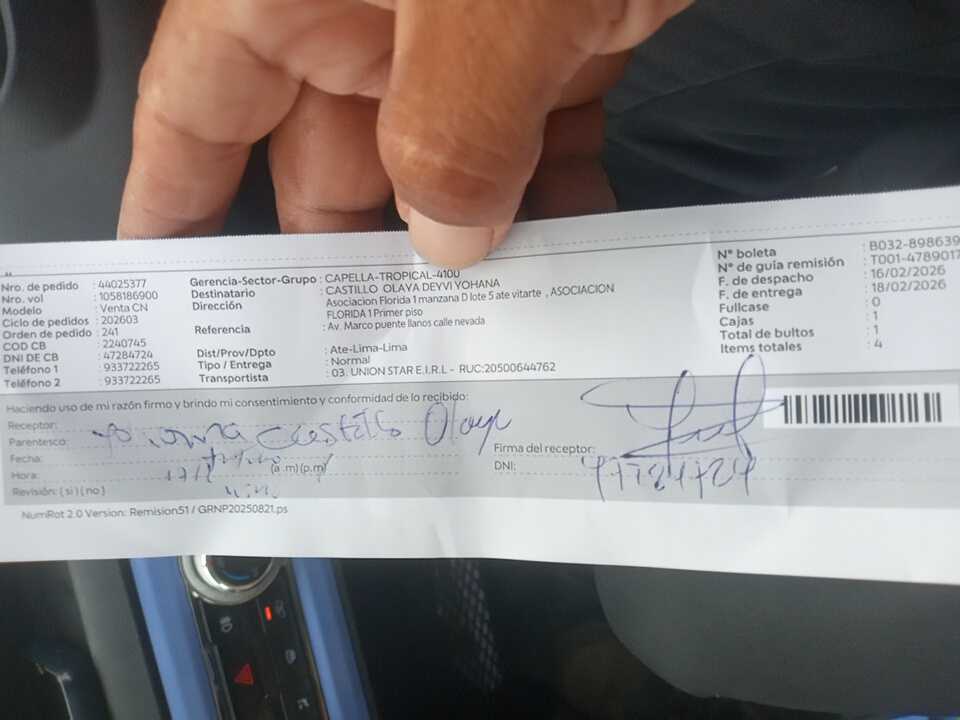 Nro. de pedido : 44025377
Nro. vol : 1058186900
Modelo : Venta CN
Ciclo de pedidos : 202603
Orden de pedido : 241
COD CB : 2240745
DNI DE CB : 47284724
Teléfono 1 : 933722265
Teléfono 2 : 933722265
Gerencia-Sector-Grupo : CAPELLA-TROPICAL-4100
Destinatario : CASTILLO OLAYA DEYVI YOHANA
Dirección : Asociacion Florida 1 manzana D lote 5 ate vitarte , ASOCIACION
FLORIDA 1 Primer piso
Referencia : Av. Marco puente llanos calle nevada
Dist/Prov/Dpto : Ate-Lima-Lima
Tipo / Entrega : Normal
Transportista : 03. UNION STAR E.I.R.L - RUC:20500644762
N° boleta : B032-898639
N° de guía remisión : T001-4789017
F. de despacho : 16/02/2026
F. de entrega : 18/02/2026
Fullcase : 0
Cajas : 1
Total de bultos : 1
Items totales : 4
Haciendo uso de mi razón firmo y brindo mi consentimiento y conformidad de lo recibido:
Receptor:
Parentesco: Castillo Olaya
Fecha:
Hora: (a.m) (p.m)
Revisión: ( si ) ( no )
Firma del receptor:
DNI:
NumRot 2.0 Version: Remision51 / GRNP20250821.ps